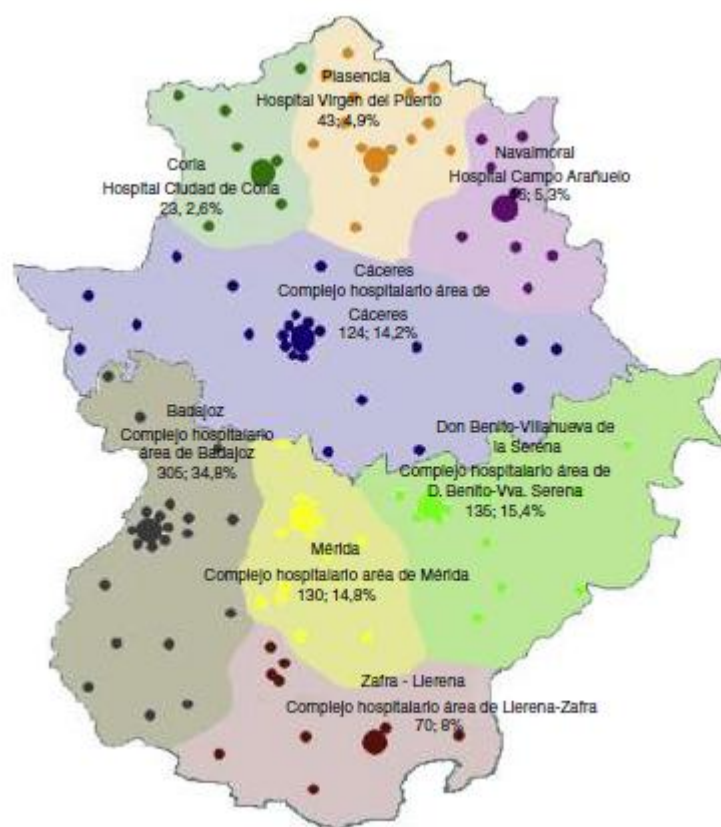 Plasencia
Hospital Virgen del Puerto
43; 4,9%
Navalmoral
Hospital Campo Arañuelo
5,3%
Coria
Hospital Ciudad de Coria
23, 2,6%
Cáceres
Complejo hospitalario área de
Cáceres
124; 14,2%
Badajoz
Complejo hospitalario
área de Badajoz
305; 34,8%
Don Benito-Villanueva de
la Serena
Complejo hospitalario área de
D. Benito-Vva. Serena
135; 15,4%
Mérida
Complejo hospitalario aréa de Mérida
130; 14,8%
Zafra - Llerena
Complejo hospitalario área de Llerena-Zafra
70; 8%